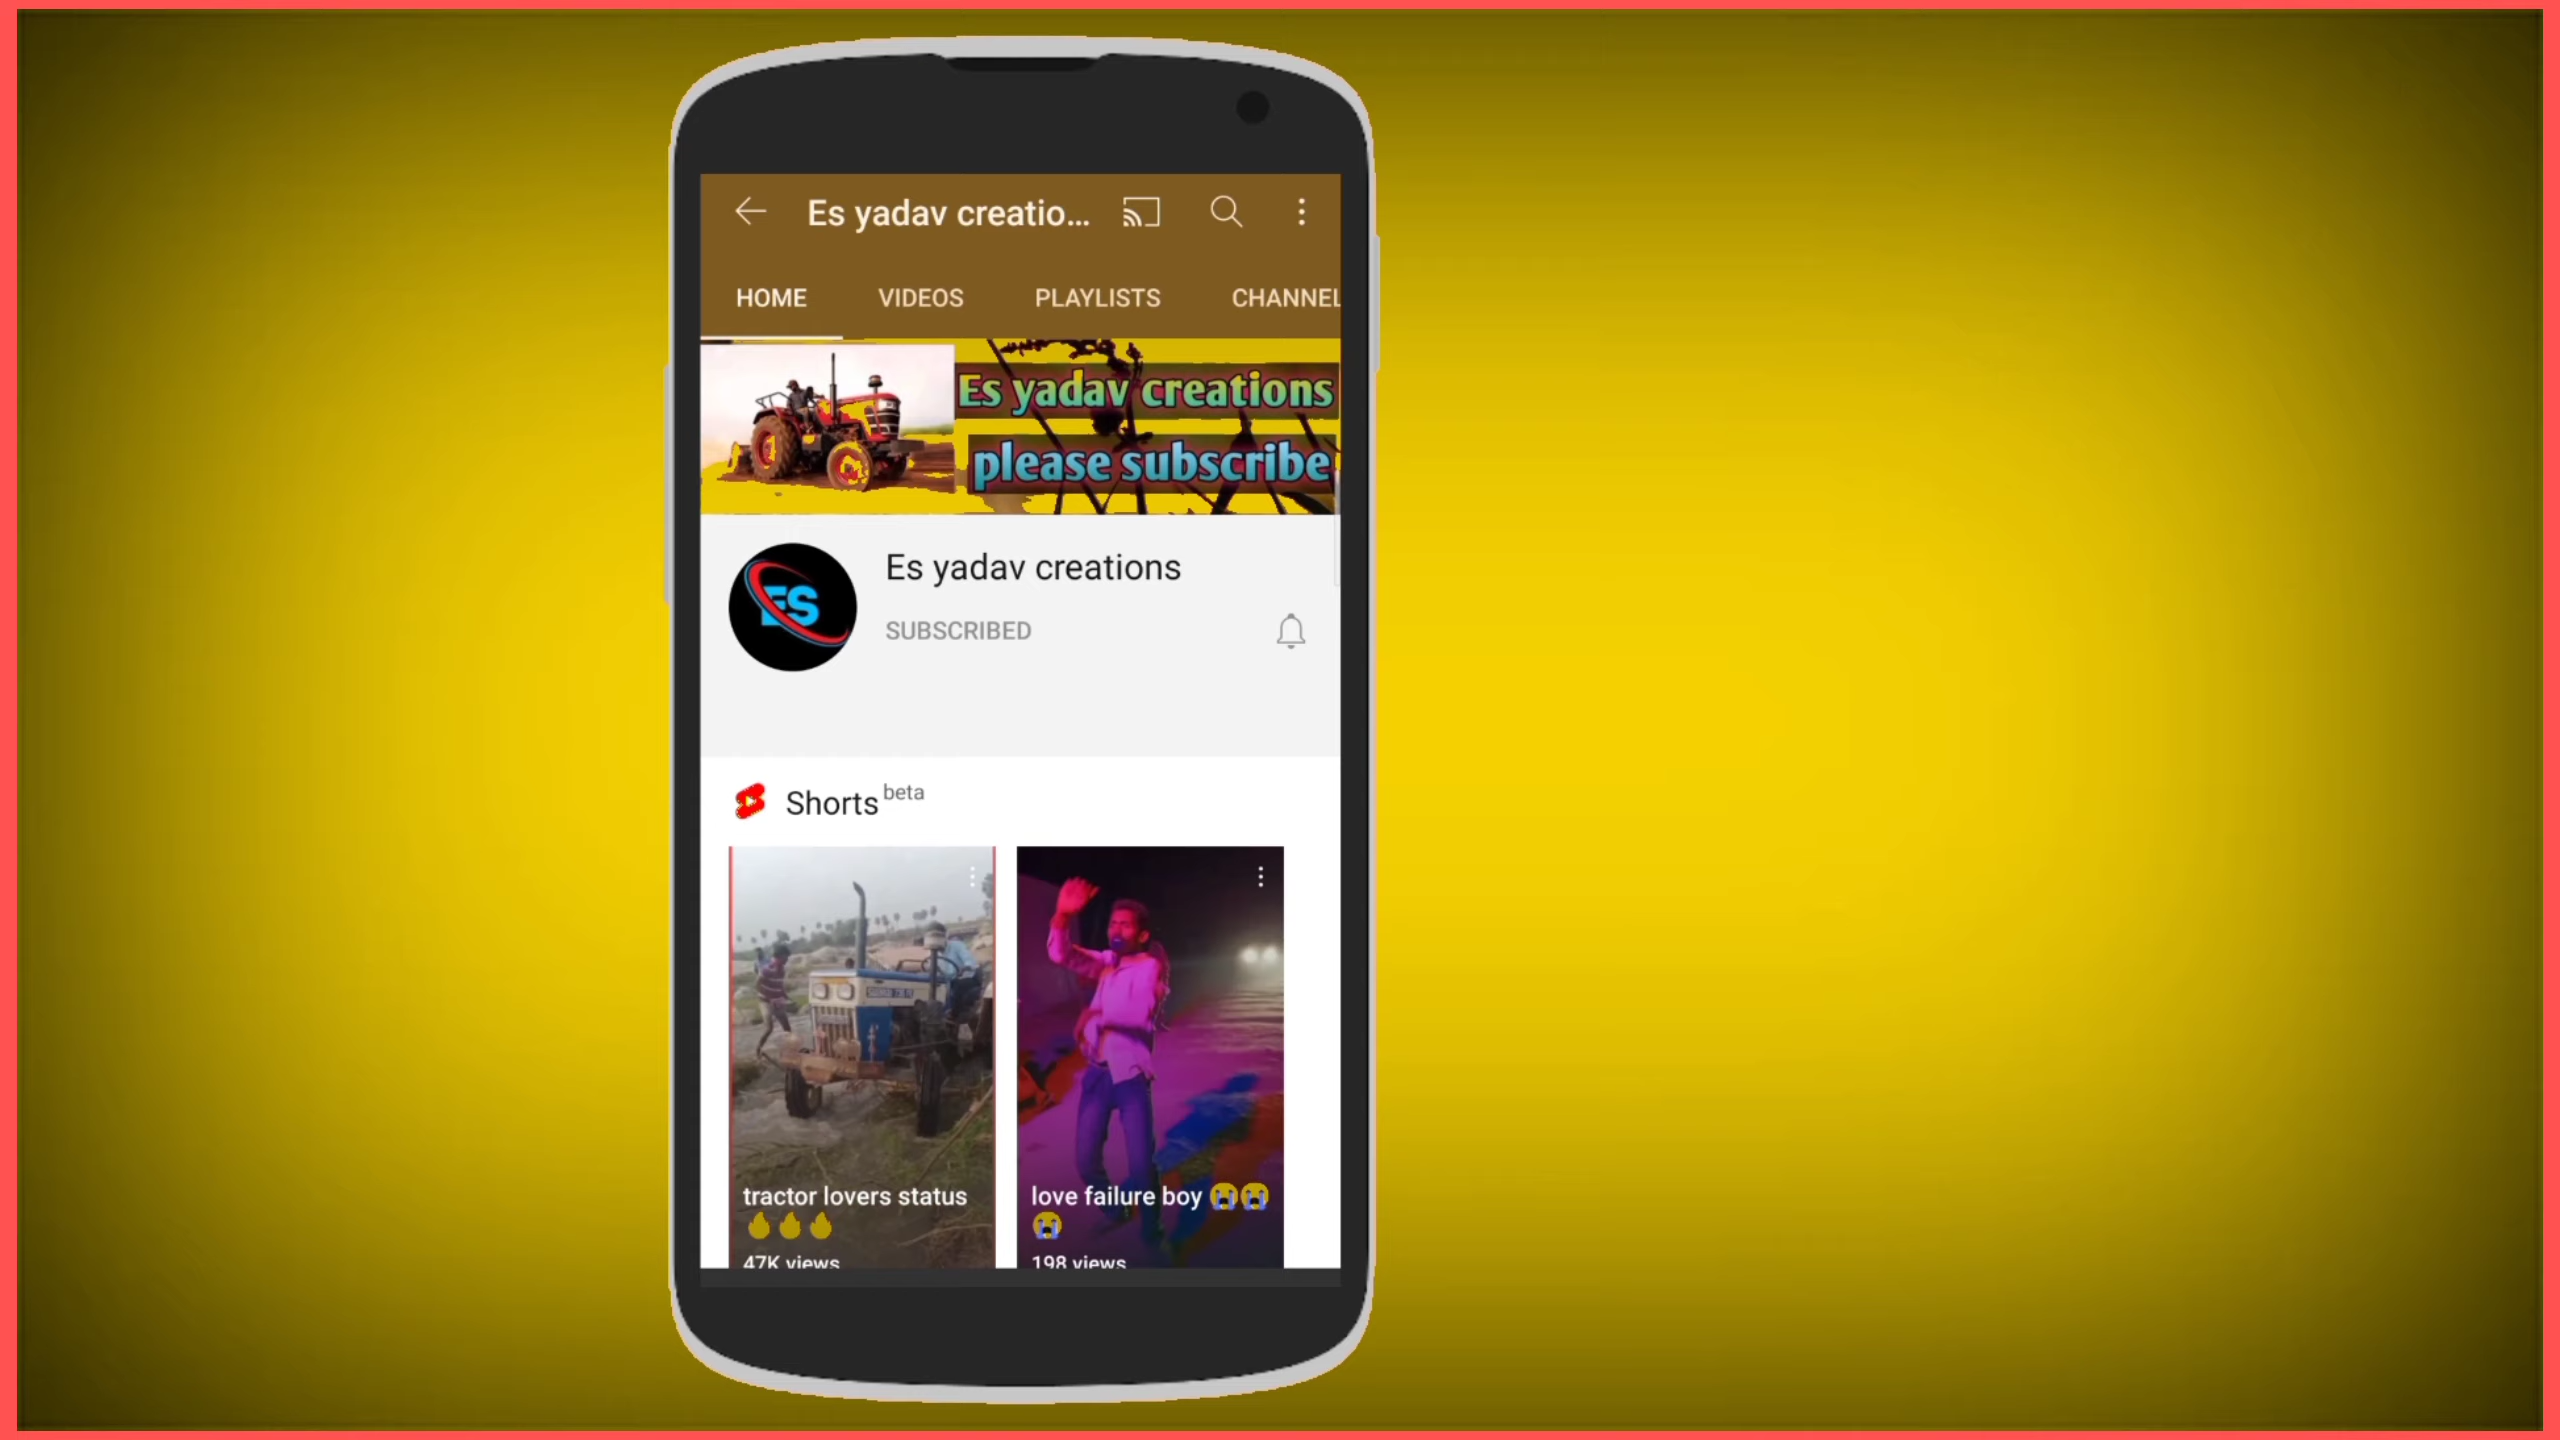 Es yadav creatio...
HOME VIDEOS PLAYLISTS CHANNEL
Es yadav creations
please subscribe
ES
Es yadav creations
SUBSCRIBED
Shorts beta
tractor lovers status
🔥🔥🔥
47K views
love failure boy 😭😭
😭
198 views